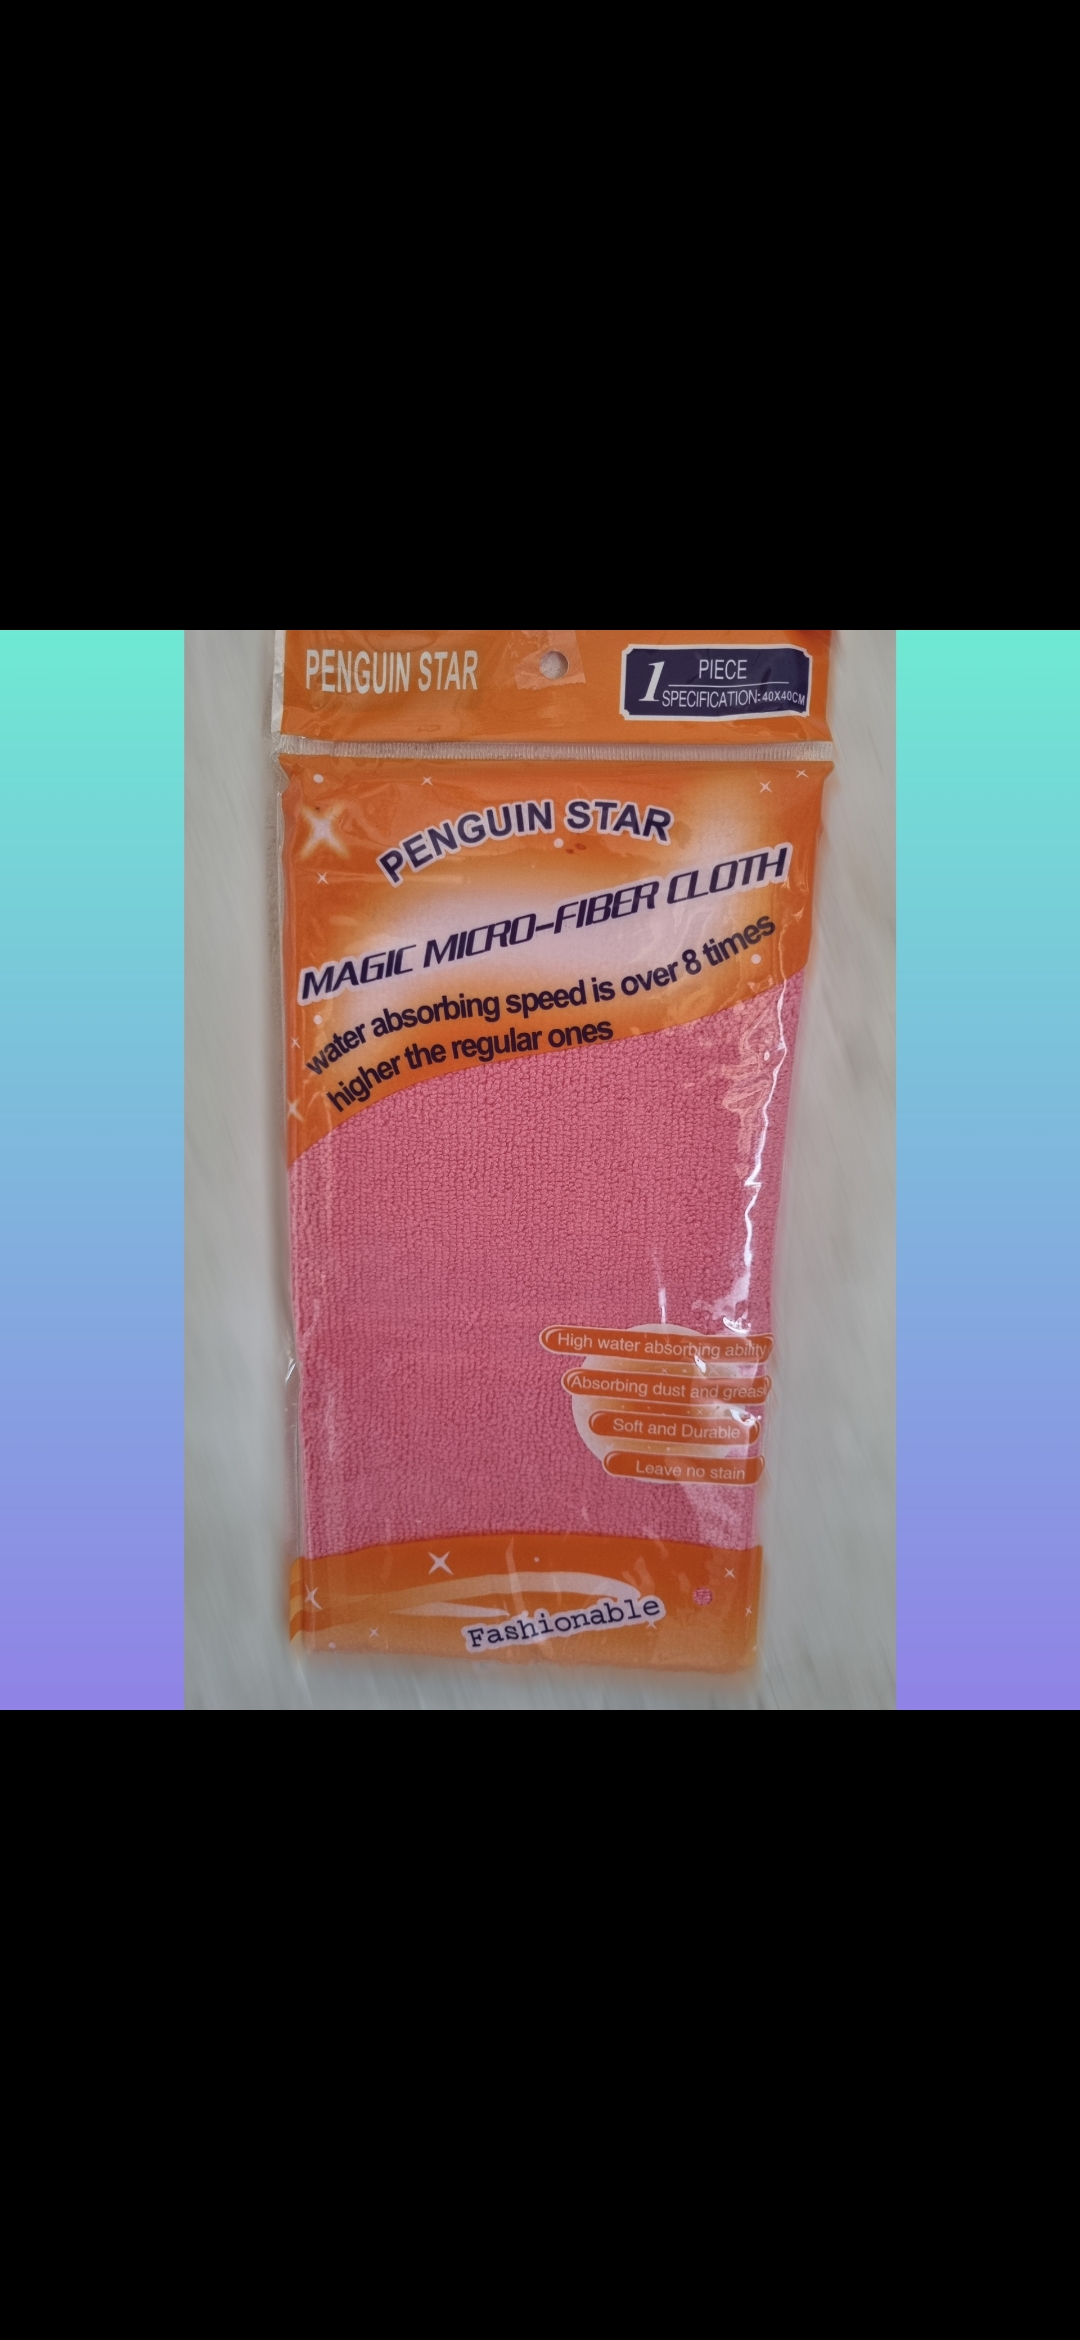 PENGUIN STAR
1 PIECE
SPECIFICATION: 40X40CM
PENGUIN STAR
MAGIC MICRO-FIBER CLOTH
water absorbing speed is over 8 times
higher the regular ones
High water absorbing ability
Absorbing dust and greas
Soft and Durable
Leave no stain
Fashionable